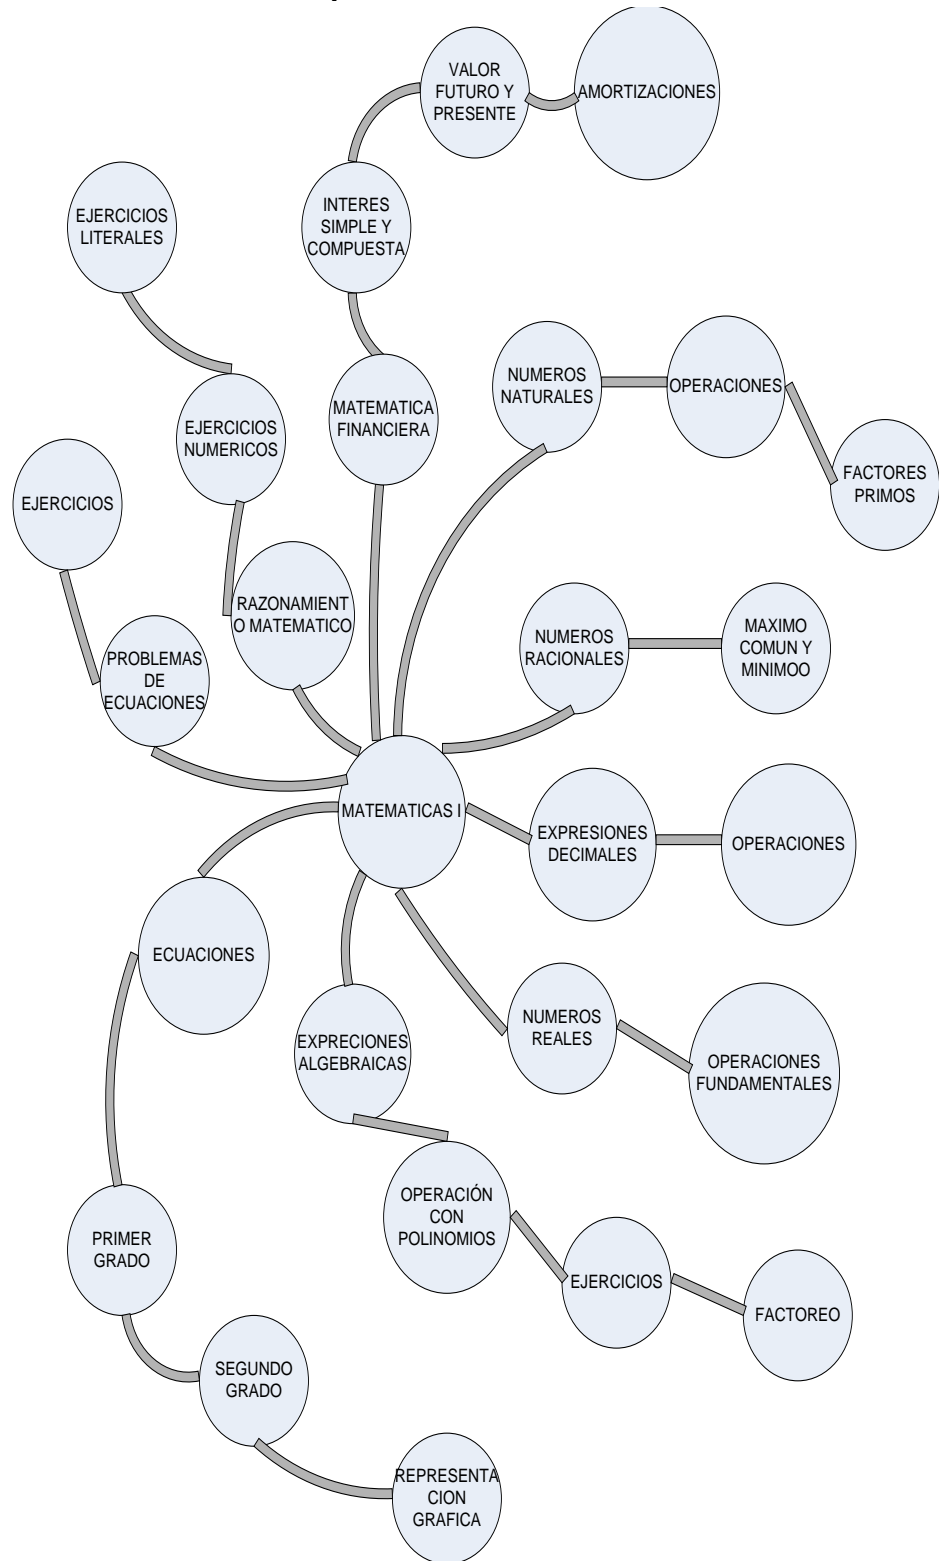 VALOR
FUTURO Y
PRESENTE
AMORTIZACIONES
EJERCICIOS
LITERALES
INTERES
SIMPLE Y
COMPUESTA
NUMEROS
NATURALES
OPERACIONES
MATEMATICA
FINANCIERA
EJERCICIOS
NUMERICOS
FACTORES
PRIMOS
EJERCICIOS
RAZONAMIENT
O MATEMATICO
NUMEROS
RACIONALES
MAXIMO
COMUN Y
MINIMOO
PROBLEMAS
DE
ECUACIONES
MATEMATICAS I
EXPRESIONES
DECIMALES
OPERACIONES
ECUACIONES
NUMEROS
REALES
EXPRECIONES
ALGEBRAICAS
OPERACIONES
FUNDAMENTALES
OPERACIÓN
CON
POLINOMIOS
PRIMER
GRADO
EJERCICIOS
FACTOREO
SEGUNDO
GRADO
REPRESENTA
CION
GRAFICA